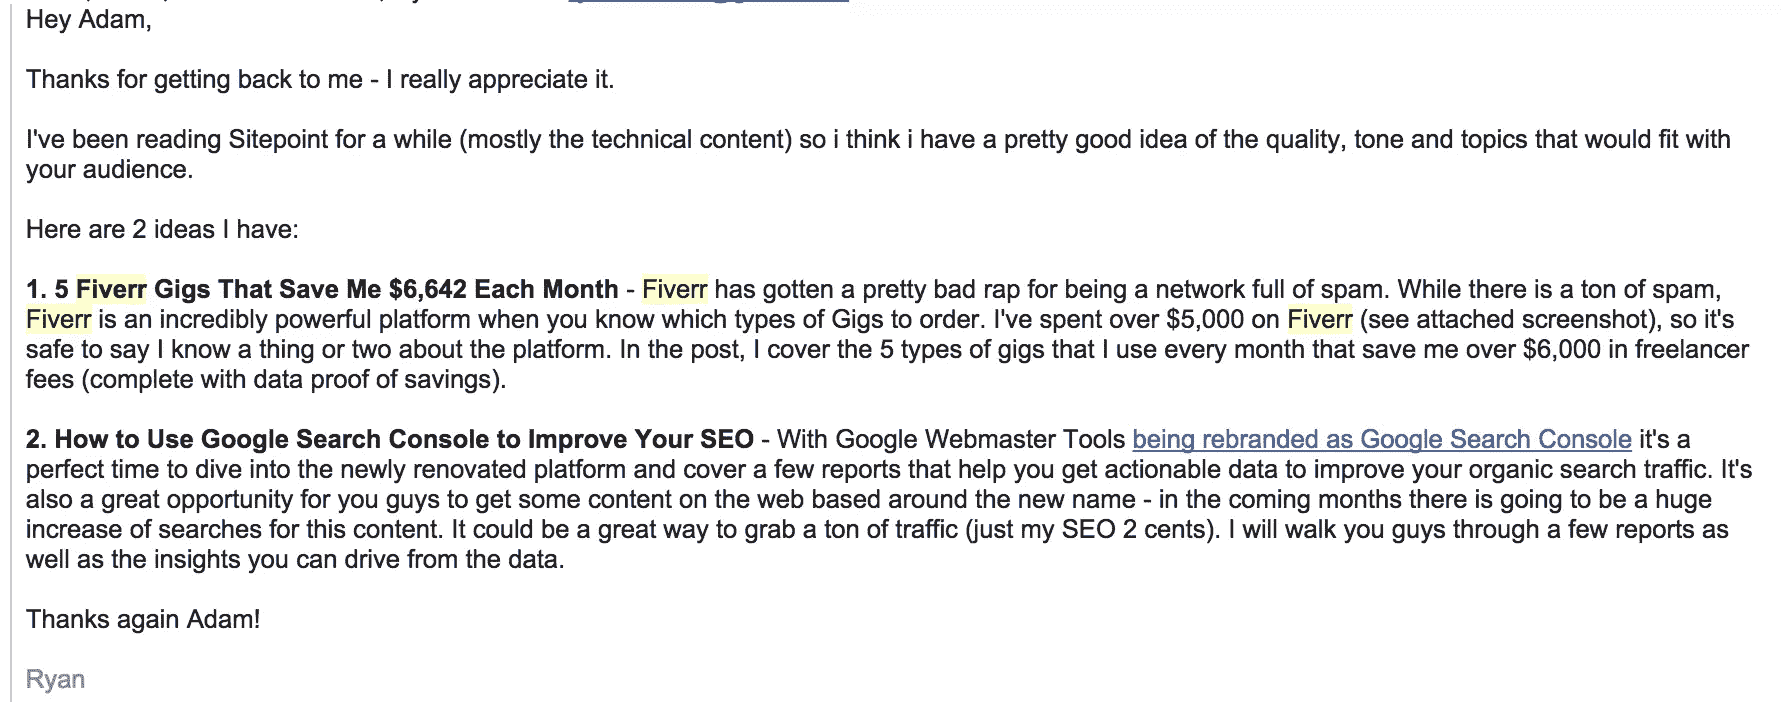 Hey Adam,
Thanks for getting back to me - I really appreciate it.
I've been reading Sitepoint for a while (mostly the technical content) so i think i have a pretty good idea of the quality, tone and topics that would fit with
your audience.
Here are 2 ideas I have:
1. 5 Fiverr Gigs That Save Me $6,642 Each Month - Fiverr has gotten a pretty bad rap for being a network full of spam. While there is a ton of spam,
Fiverr is an incredibly powerful platform when you know which types of Gigs to order. I've spent over $5,000 on Fiverr (see attached screenshot), so it's
safe to say I know a thing or two about the platform. In the post, I cover the 5 types of gigs that I use every month that save me over $6,000 in freelancer
fees (complete with data proof of savings).
2. How to Use Google Search Console to Improve Your SEO - With Google Webmaster Tools being rebranded as Google Search Console it's a
perfect time to dive into the newly renovated platform and cover a few reports that help you get actionable data to improve your organic search traffic. It's
also a great opportunity for you guys to get some content on the web based around the new name - in the coming months there is going to be a huge
increase of searches for this content. It could be a great way to grab a ton of traffic (just my SEO 2 cents). I will walk you guys through a few reports as
well as the insights you can drive from the data.
Thanks again Adam!
Ryan